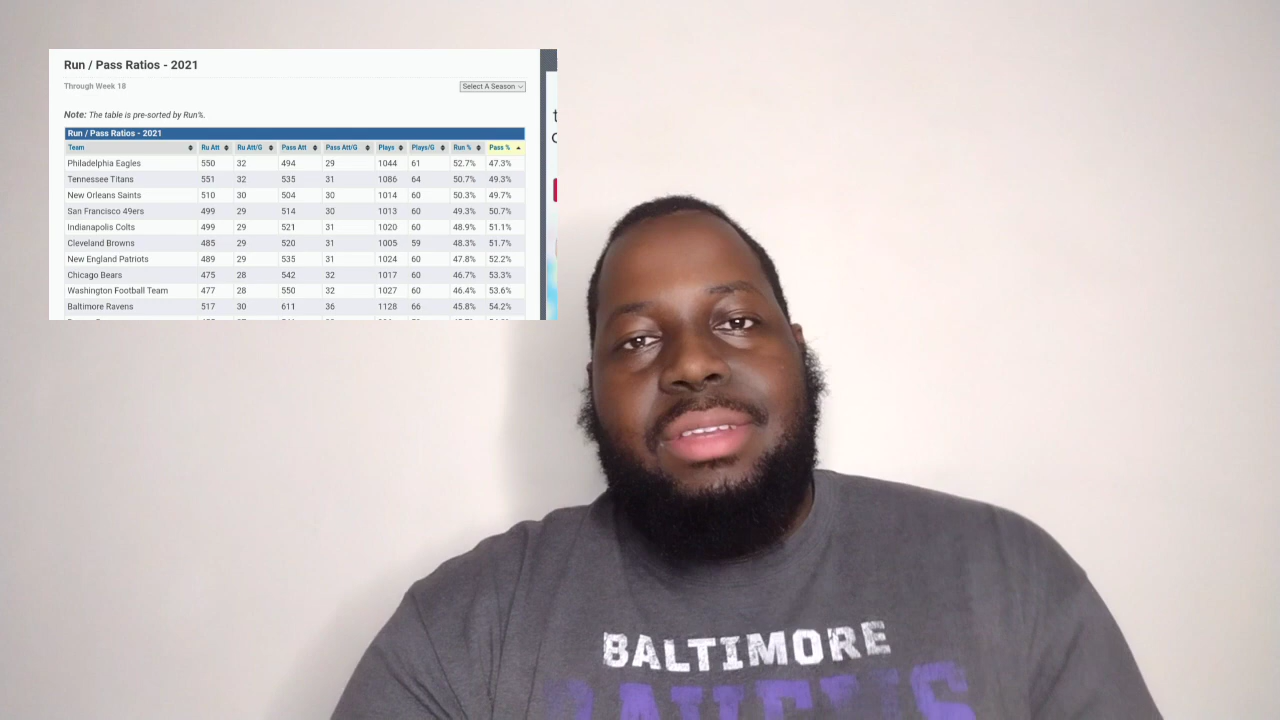 Run / Pass Ratios - 2021
Through Week 18
Select A Season
Note: The table is pre-sorted by Run%.
Run / Pass Ratios - 2021
Team Ru Att Ru Att/G Pass Att Pass Att/G Plays Plays/G Run % Pass %
Philadelphia Eagles 550 32 494 29 1044 61 52.7% 47.3%
Tennessee Titans 551 32 535 31 1086 64 50.7% 49.3%
New Orleans Saints 510 30 504 30 1014 60 50.3% 49.7%
San Francisco 49ers 499 29 514 30 1013 60 49.3% 50.7%
Indianapolis Colts 499 29 521 31 1020 60 48.9% 51.1%
Cleveland Browns 485 29 520 31 1005 59 48.3% 51.7%
New England Patriots 489 29 535 31 1024 60 47.8% 52.2%
Chicago Bears 475 28 542 32 1017 60 46.7% 53.3%
Washington Football Team 477 28 550 32 1027 60 46.4% 53.6%
Baltimore Ravens 517 30 611 36 1128 66 45.8% 54.2%
BALTIMORE
RAVENS